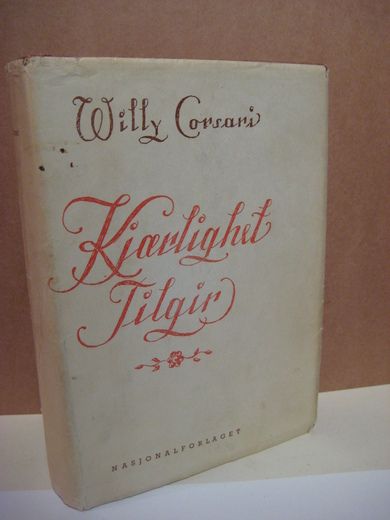 Willy Corsari
Kjærlighet
Tilgir
NASJONALFORLAGET